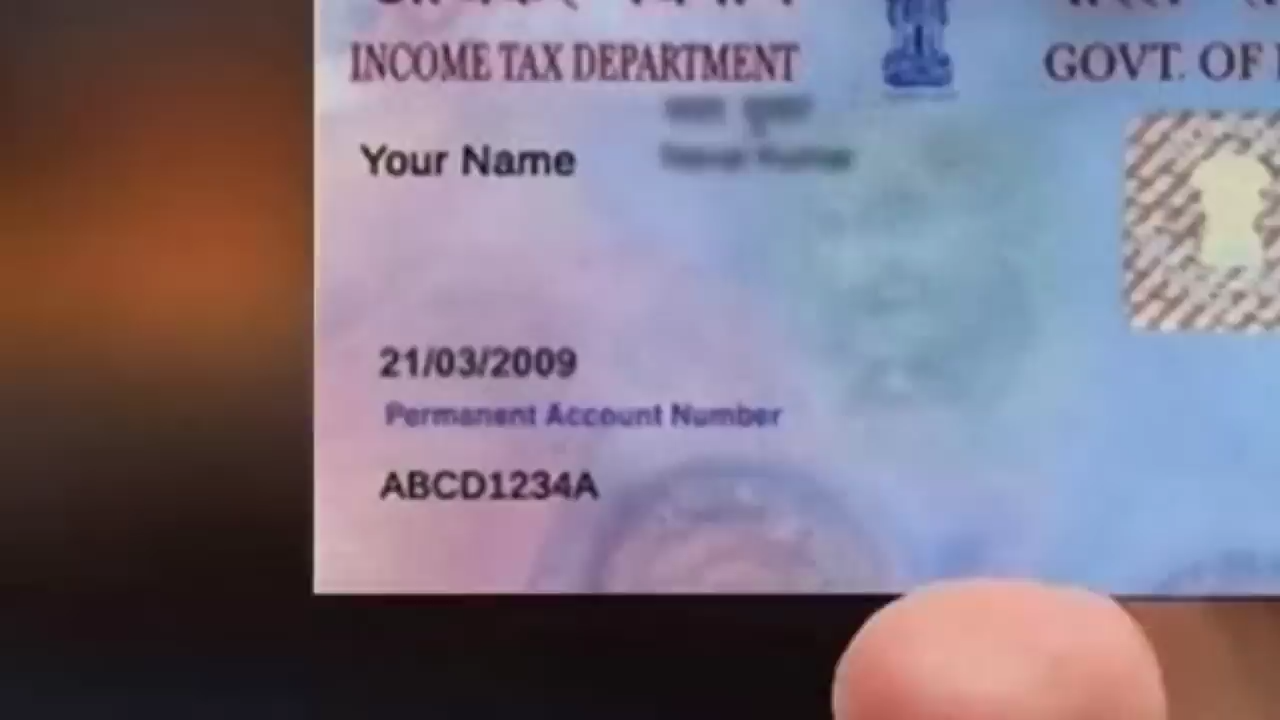 INCOME TAX DEPARTMENT
GOVT. OF
Your Name
21/03/2009
Permanent Account Number
ABCD1234A